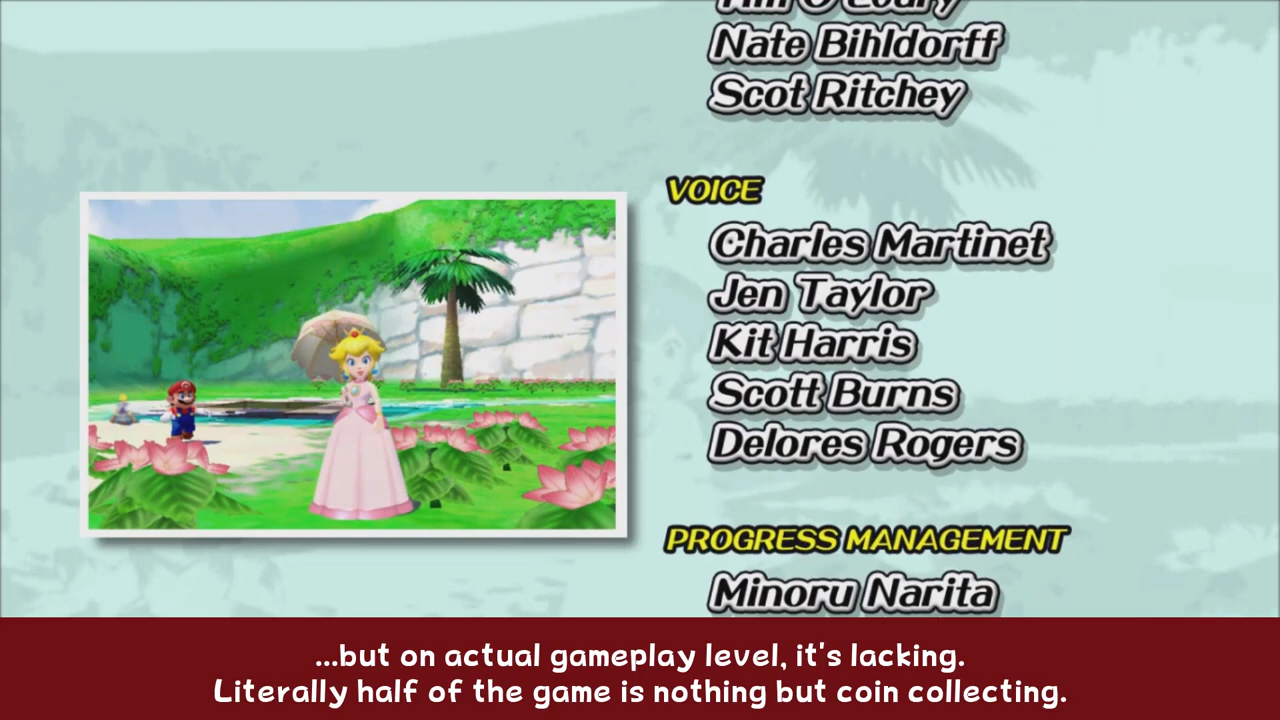 Nate Bihldorff
Scot Ritchey
VOICE
Charles Martinet
Jen Taylor
Kit Harris
Scott Burns
Delores Rogers
PROGRESS MANAGEMENT
Minoru Narita
...but on actual gameplay level, it's lacking.
Literally half of the game is nothing but coin collecting.